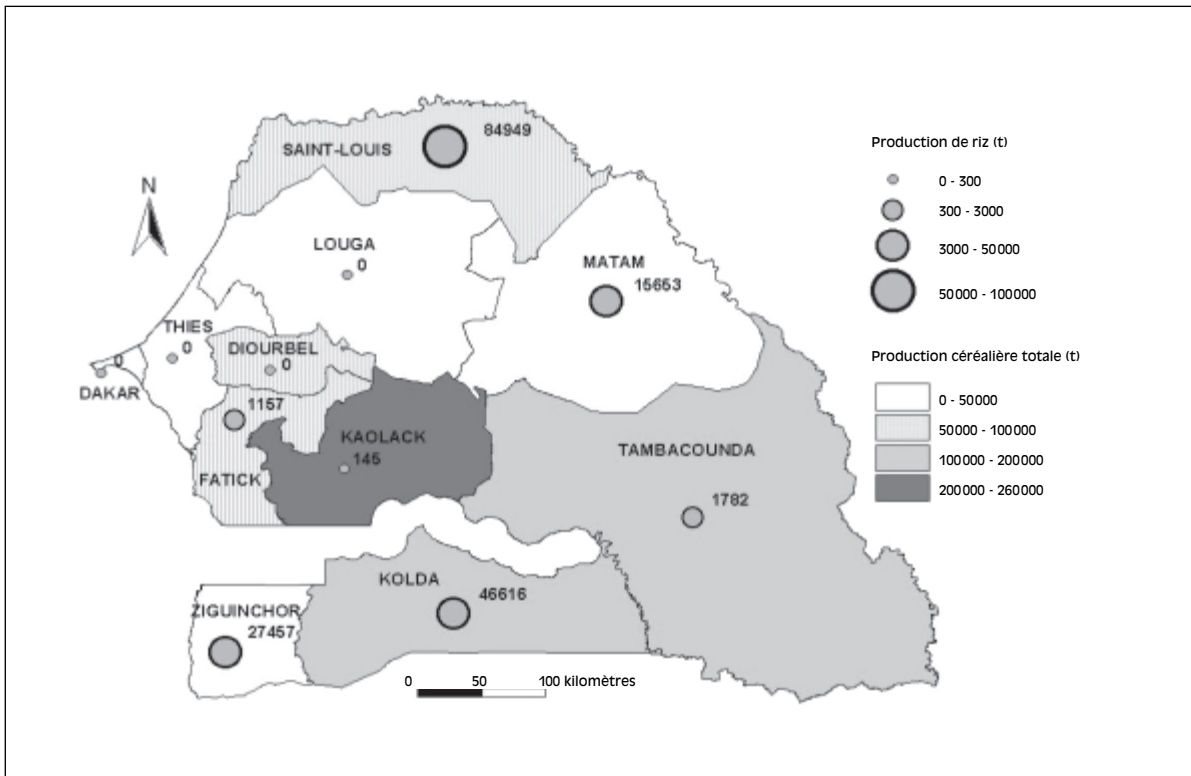 84949
SAINT-LOUIS
N
LOUGA
0
MATAM
15653
THIES
0
DIOURBEL
0
0
DAKAR
1157
FATICK
KAOLACK
145
TAMBACOUNDA
1782
KOLDA
46616
ZIGUINCHOR
27457
0 50 100 kilomètres
Production de riz (t)
0 - 300
300 - 3000
3000 - 50000
50000 - 100000
Production céréalière totale (t)
0 - 50000
50000 - 100000
100000 - 200000
200000 - 260000